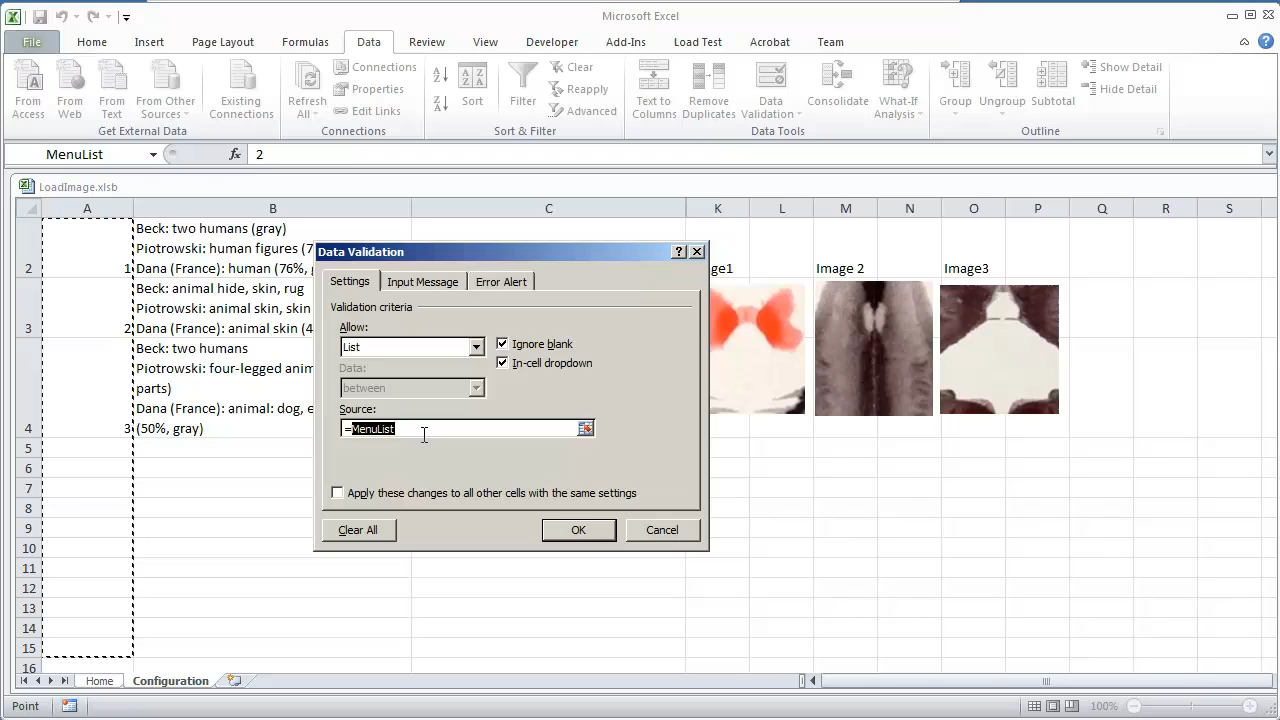 Microsoft Excel
File Home Insert Page Layout Formulas Data Review View Developer Add-Ins Load Test Acrobat Team
From Access
From Web
From Text
From Other Sources
Existing Connections
Get External Data
Refresh All
Connections
Properties
Edit Links
Connections
Sort
Filter
Clear
Reapply
Advanced
Sort & Filter
Text to Columns
Remove Duplicates
Data Validation
Consolidate
What-If Analysis
Data Tools
Group
Ungroup
Subtotal
Show Detail
Hide Detail
Outline
MenuList fx 2
LoadImage.xlsb
A B C K L M N O P Q R S
Beck: two humans (gray)
Piotrowski: human figures (7
2 1 Dana (France): human (76%, g
ge1 Image 2 Image3
Beck: animal hide, skin, rug
Piotrowski: animal skin, skin
3 2 Dana (France): animal skin (4
Beck: two humans
Piotrowski: four-legged anim
parts)
Dana (France): animal: dog, e
4 3 (50%, gray)
5
6
7
8
9
10
11
12
13
14
15
16
Data Validation
Settings Input Message Error Alert
Validation criteria
Allow:
List
Ignore blank
In-cell dropdown
Data:
between
Source:
=MenuList
Apply these changes to all other cells with the same settings
Clear All OK Cancel
Home Configuration
Point 100%